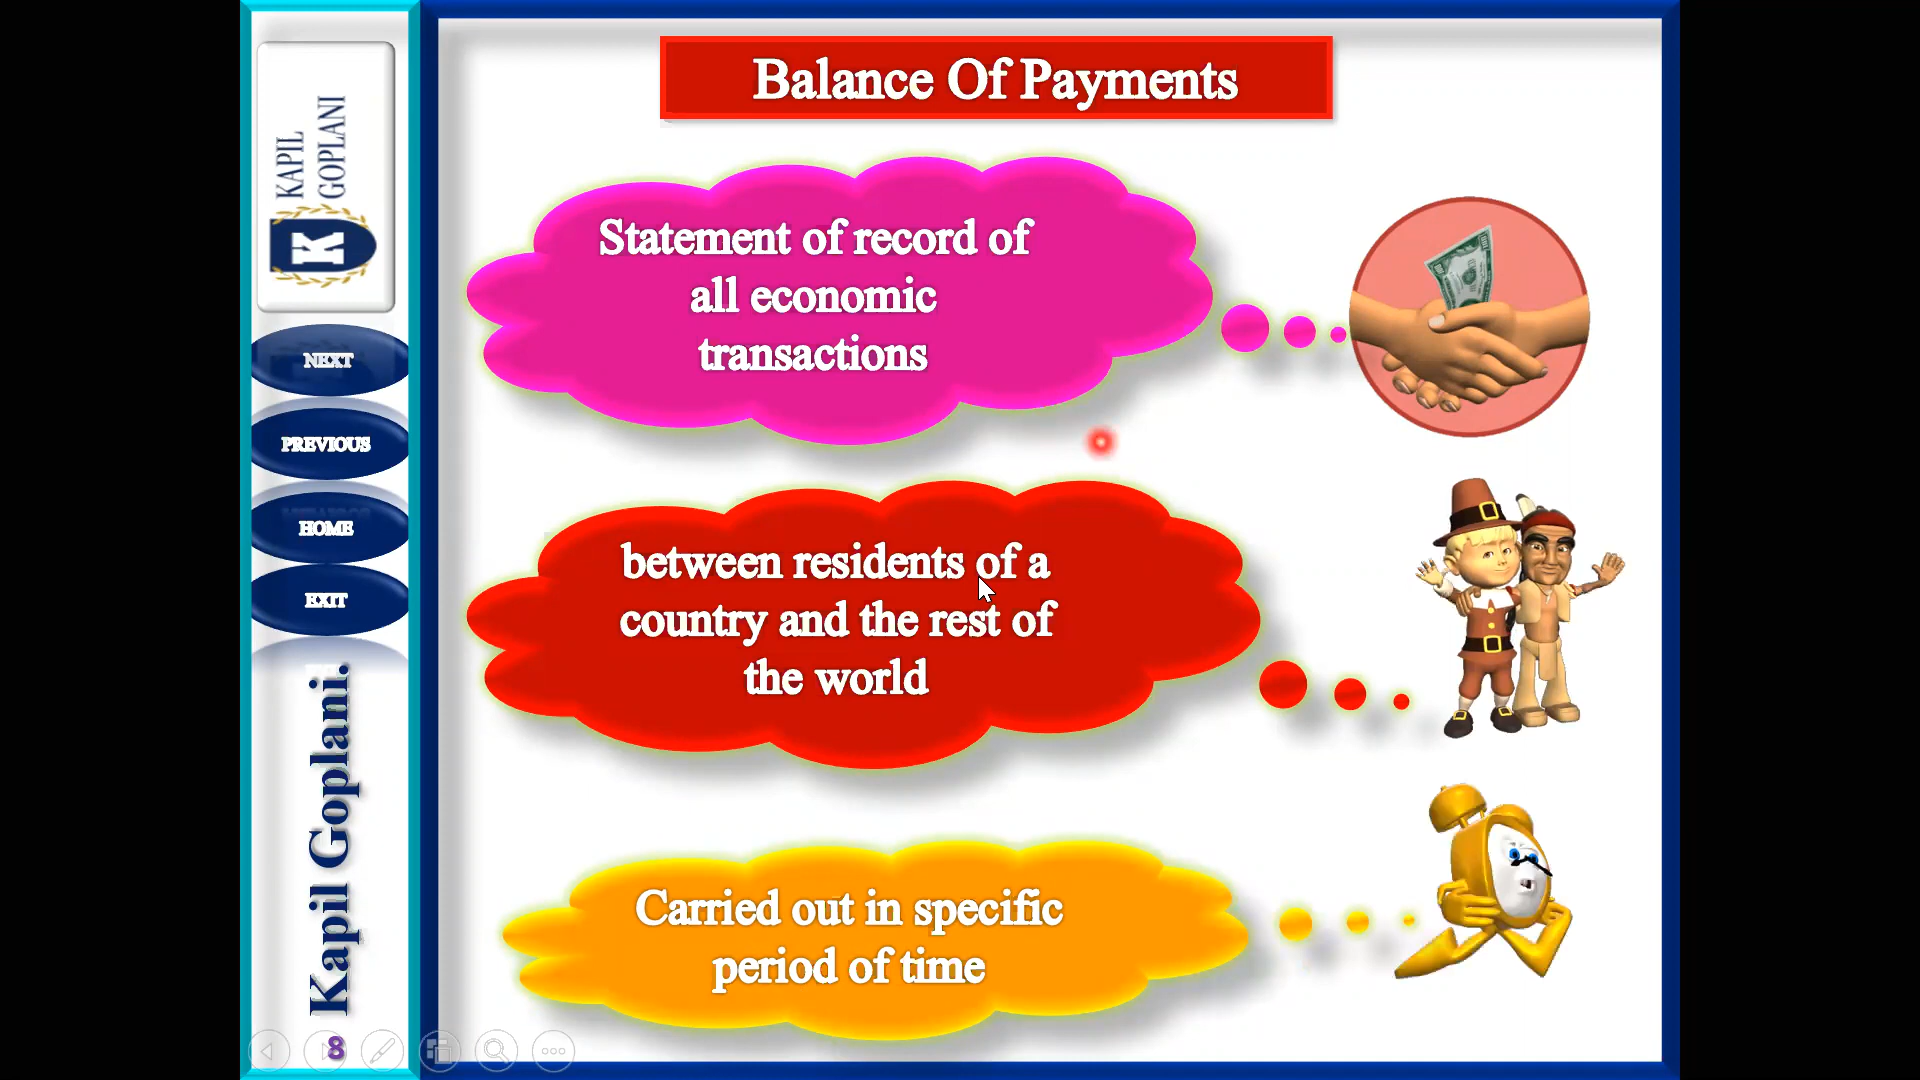 Balance Of Payments
KAPIL
GOPLANI
K
NEXT
PREVIOUS
HOME
EXIT
Kapil Goplani.
8
Statement of record of
all economic
transactions
between residents of a
country and the rest of
the world
Carried out in specific
period of time